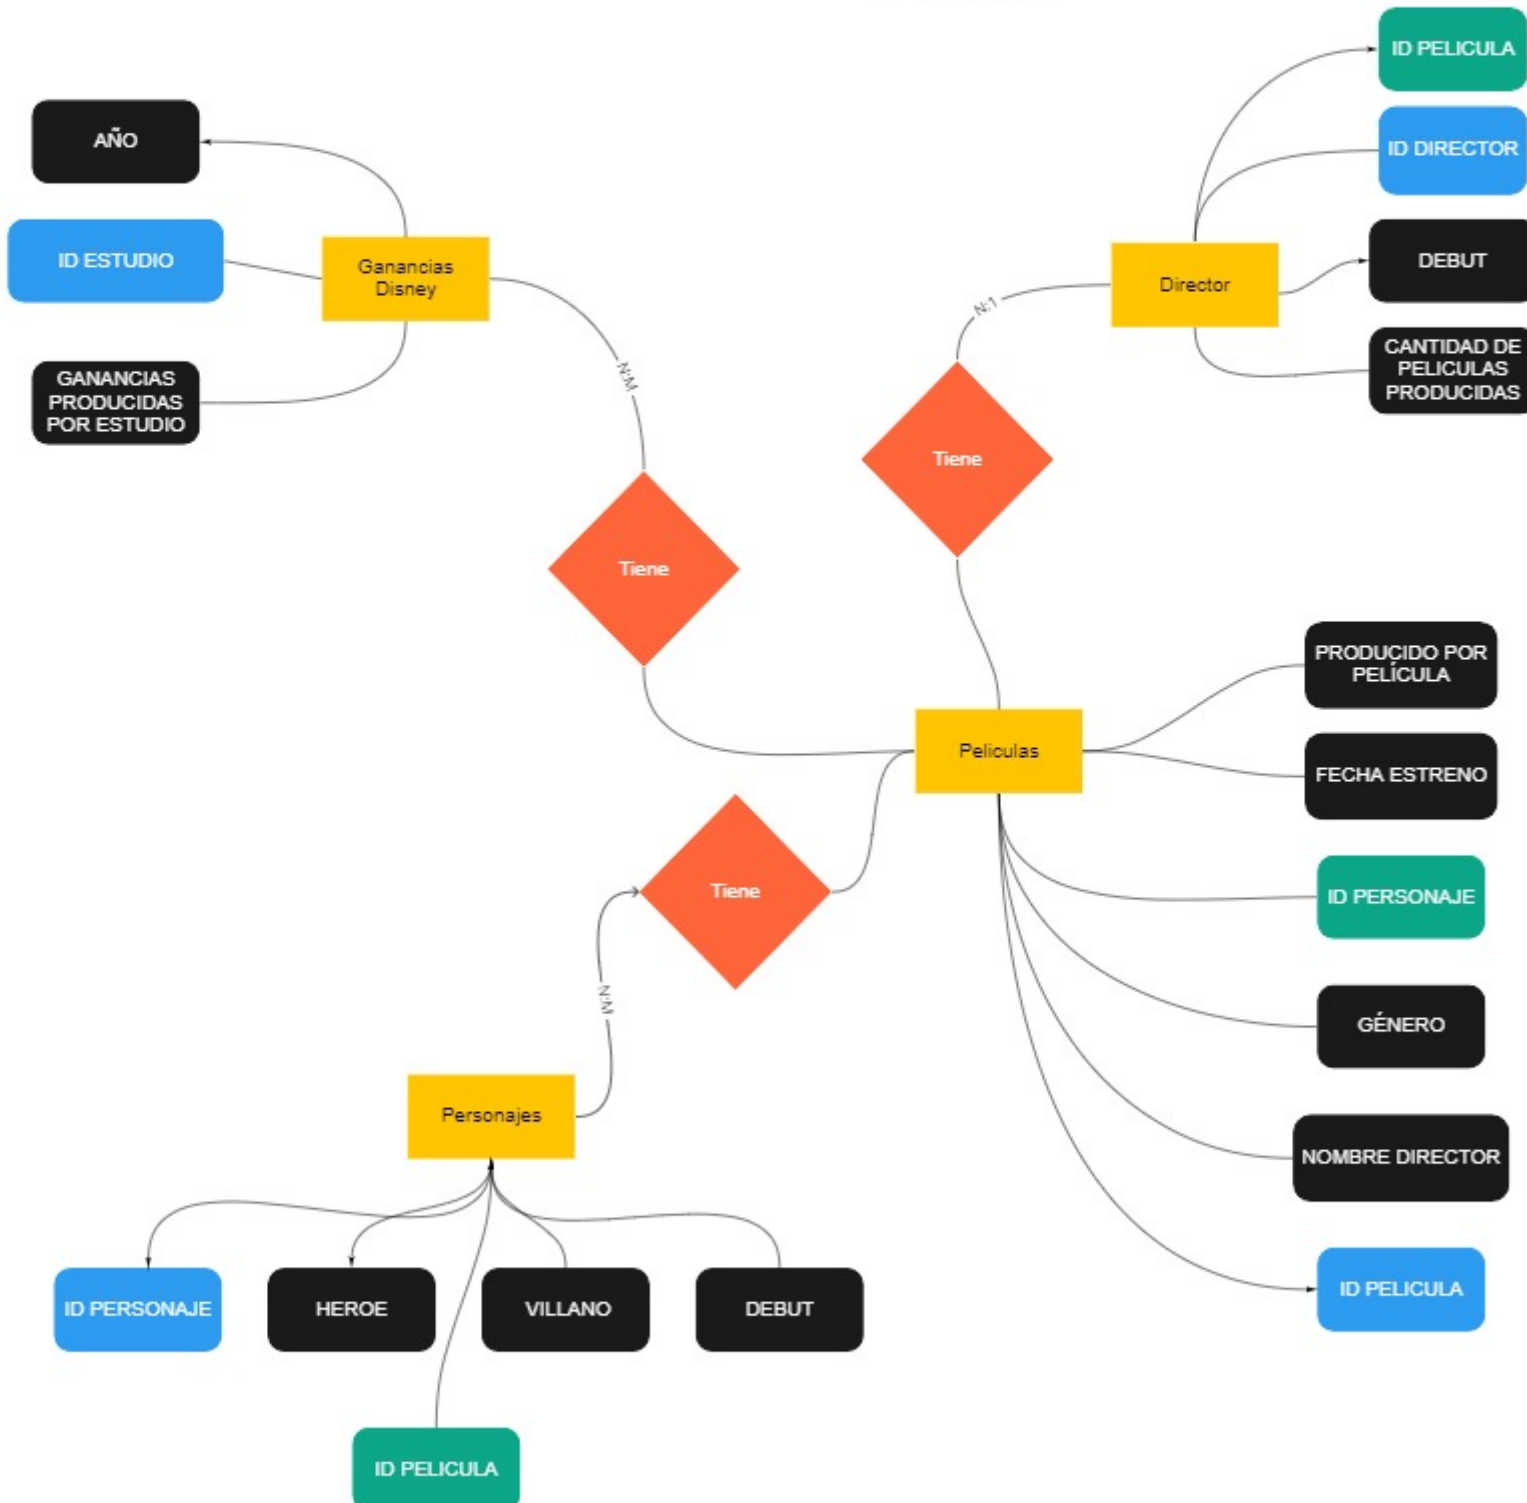 ID PELICULA
AÑO
ID DIRECTOR
ID ESTUDIO
Ganancias
Disney
Director
DEBUT
N:1
GANANCIAS
PRODUCIDAS
POR ESTUDIO
N:M
CANTIDAD DE
PELICULAS
PRODUCIDAS
Tiene
Tiene
PRODUCIDO POR
PELÍCULA
Peliculas
FECHA ESTRENO
Tiene
ID PERSONAJE
N:M
GÉNERO
Personajes
NOMBRE DIRECTOR
ID PERSONAJE
HEROE
VILLANO
DEBUT
ID PELICULA
ID PELICULA